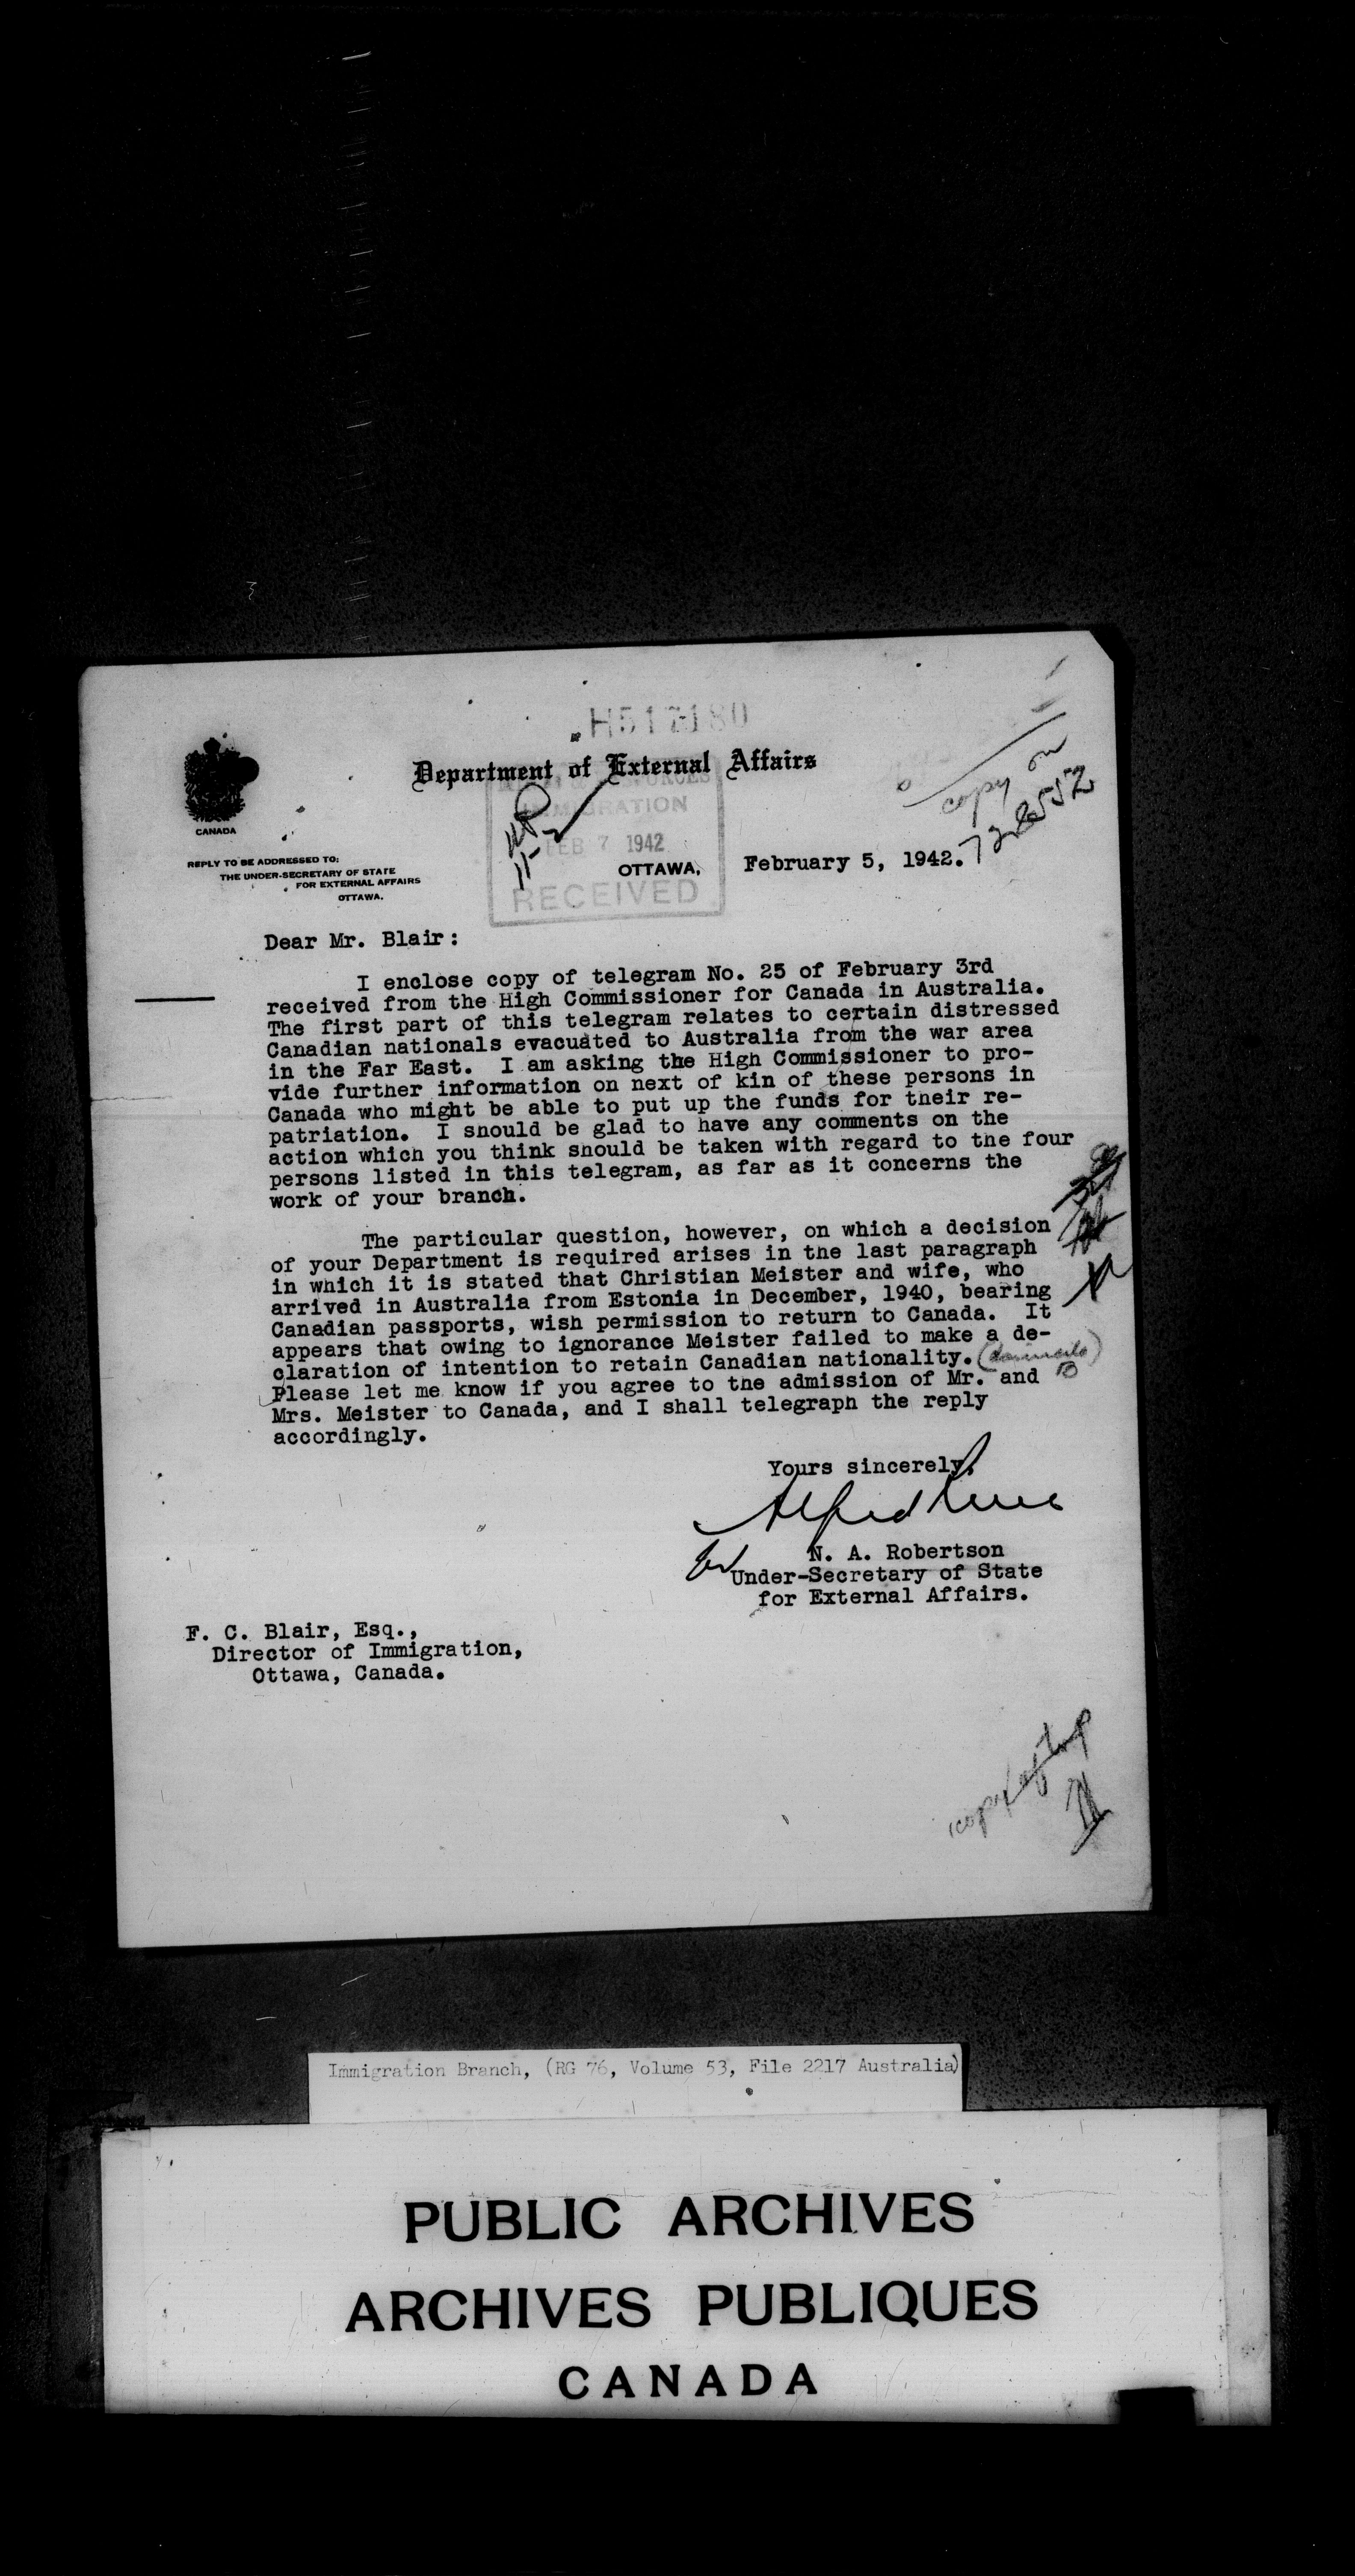 H517180
Department of External Affairs
CANADA
IMMIGRATION
FEB 7 1942
RECEIVED
copy on
REPLY TO BE ADDRESSED TO:
THE UNDER-SECRETARY OF STATE
FOR EXTERNAL AFFAIRS
OTTAWA.
OTTAWA, February 5, 1942.
Dear Mr. Blair:
I enclose copy of telegram No. 25 of February 3rd
received from the High Commissioner for Canada in Australia.
The first part of this telegram relates to certain distressed
Canadian nationals evacuated to Australia from the war area
in the Far East. I am asking the High Commissioner to pro-
vide further information on next of kin of these persons in
Canada who might be able to put up the funds for their re-
patriation. I should be glad to have any comments on the
action which you think should be taken with regard to the four
persons listed in this telegram, as far as it concerns the
work of your branch.
The particular question, however, on which a decision
of your Department is required arises in the last paragraph
in which it is stated that Christian Meister and wife, who
arrived in Australia from Estonia in December, 1940, bearing
Canadian passports, wish permission to return to Canada. It
appears that owing to ignorance Meister failed to make a de-
claration of intention to retain Canadian nationality.
Please let me know if you agree to the admission of Mr. and
Mrs. Meister to Canada, and I shall telegraph the reply
accordingly.
Yours sincerely,
N. A. Robertson
Under-Secretary of State
for External Affairs.
F. C. Blair, Esq.,
Director of Immigration,
Ottawa, Canada.
Immigration Branch, (RG 76, Volume 53, File 2217 Australia)
PUBLIC ARCHIVES
ARCHIVES PUBLIQUES
CANADA